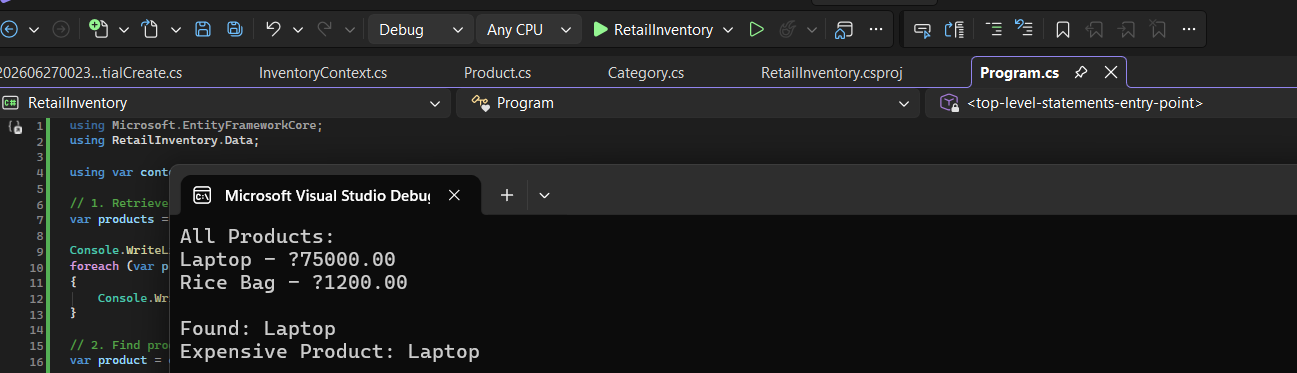 Debug Any CPU RetailInventory
202606270023...tialCreate.cs InventoryContext.cs Product.cs Category.cs RetailInventory.csproj Program.cs
C# RetailInventory Program <top-level-statements-entry-point>
1 using Microsoft.EntityFrameworkCore;
2 using RetailInventory.Data;
3
4 using var cont
5
6 // 1. Retrieve
7 var products =
8
9 Console.WriteL
10 foreach (var p
11 {
12 Console.Wr
13 }
14
15 // 2. Find pro
16 var product =
Microsoft Visual Studio Debug
All Products:
Laptop - ?75000.00
Rice Bag - ?1200.00
Found: Laptop
Expensive Product: Laptop